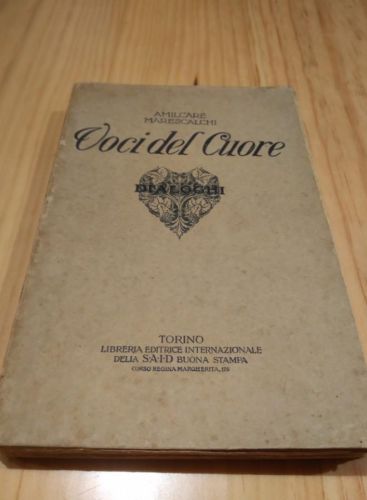 AMILCARE
MARESCALCHI
Voci del Cuore
DIALOGHI
TORINO
LIBRERIA EDITRICE INTERNAZIONALE
DELLA S·A·I·D BUONA STAMPA
CORSO REGINA MARGHERITA, 176